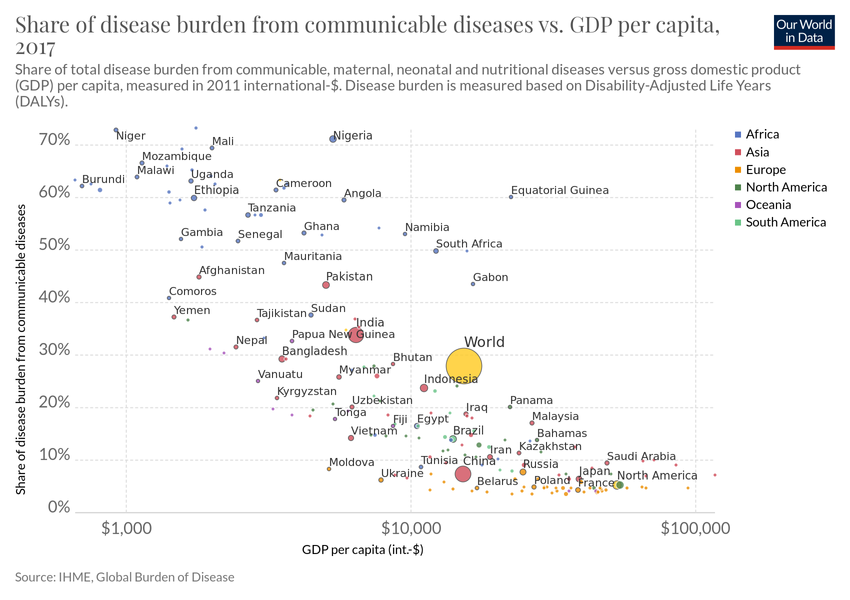 Share of disease burden from communicable diseases vs. GDP per capita,
2017
Our World
in Data
Share of total disease burden from communicable, maternal, neonatal and nutritional diseases versus gross domestic product
(GDP) per capita, measured in 2011 international-$. Disease burden is measured based on Disability-Adjusted Life Years
(DALYs).
Africa
Asia
Europe
North America
Oceania
South America
Share of disease burden from communicable diseases
70%
60%
50%
40%
30%
20%
10%
0%
Niger
Mali
Nigeria
Mozambique
Malawi
Uganda
Burundi
Ethiopia
Cameroon
Angola
Equatorial Guinea
Tanzania
Gambia
Senegal
Ghana
Namibia
South Africa
Mauritania
Afghanistan
Pakistan
Gabon
Comoros
Yemen
Tajikistan
Sudan
India
Nepal
Papua New Guinea
World
Bangladesh
Bhutan
Vanuatu
Myanmar
Indonesia
Kyrgyzstan
Uzbekistan
Panama
Tonga
Fiji
Egypt
Iraq
Malaysia
Vietnam
Brazil
Bahamas
Kazakhstan
Moldova
Tunisia
China
Iran
Russia
Saudi Arabia
Ukraine
Belarus
Poland
Japan
France
North America
$1,000
$10,000
$100,000
GDP per capita (int.-$)
Source: IHME, Global Burden of Disease